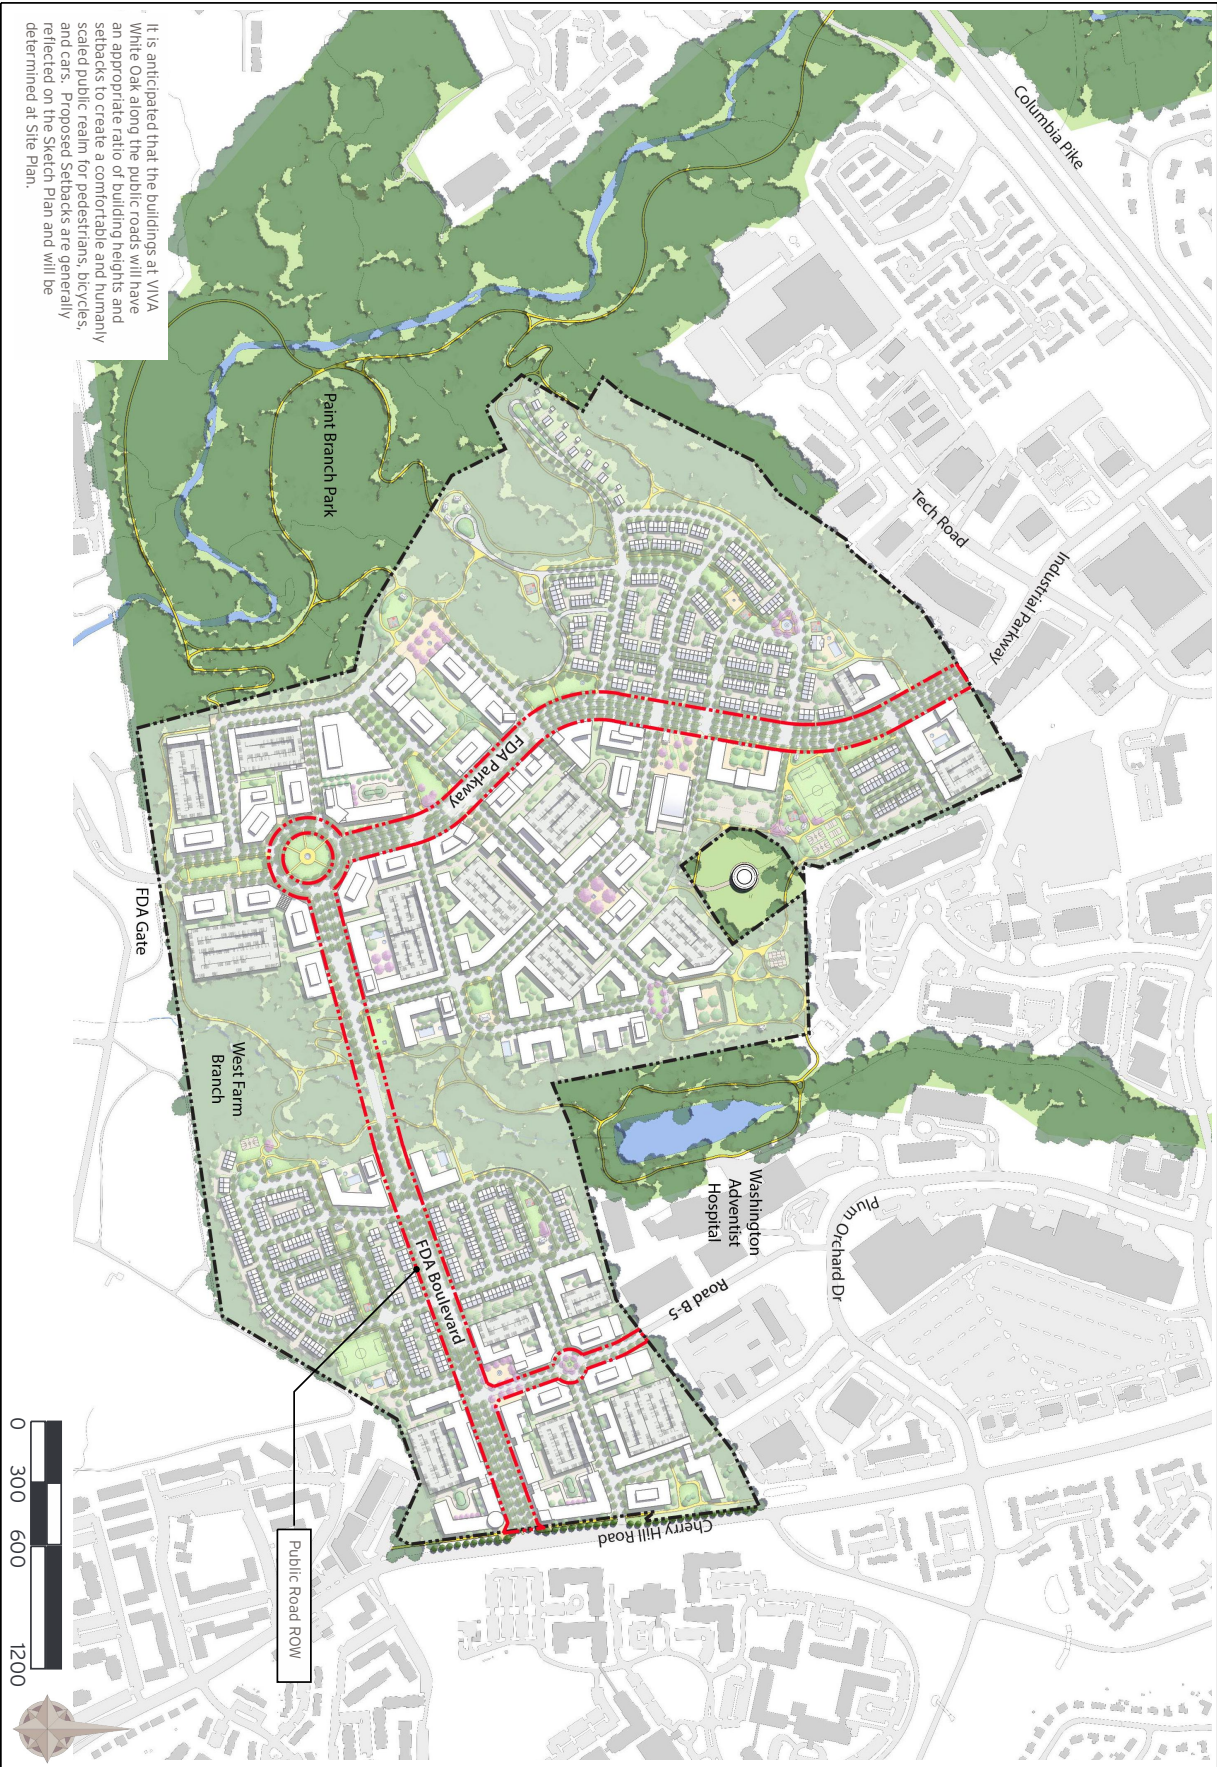 Columbia Pike
Tech Road
Industrial Parkway
Paint Branch Park
FDA Parkway
FDA Gate
West Farm
Branch
Washington
Adventist
Hospital
Plum Orchard Dr
Road B-5
FDA Boulevard
Cherry Hill Road
Public Road ROW
It is anticipated that the buildings at VIVA
White Oak along the public roads will have
an appropriate ratio of building heights and
setbacks to create a comfortable and humanly
scaled public realm for pedestrians, bicycles,
and cars. Proposed Setbacks are generally
reflected on the Sketch Plan and will be
determined at Site Plan.
0 300 600 1200